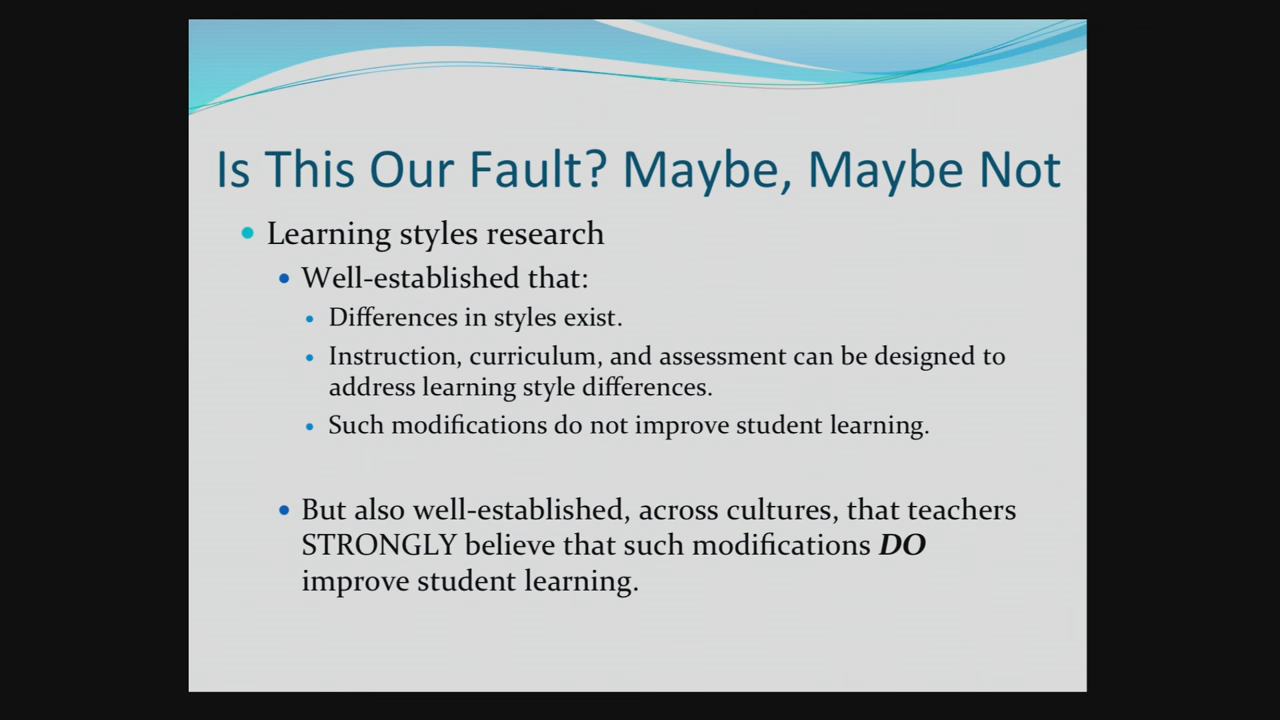 Is This Our Fault? Maybe, Maybe Not
• Learning styles research
• Well-established that:
• Differences in styles exist.
• Instruction, curriculum, and assessment can be designed to
address learning style differences.
• Such modifications do not improve student learning.
• But also well-established, across cultures, that teachers
STRONGLY believe that such modifications DO
improve student learning.